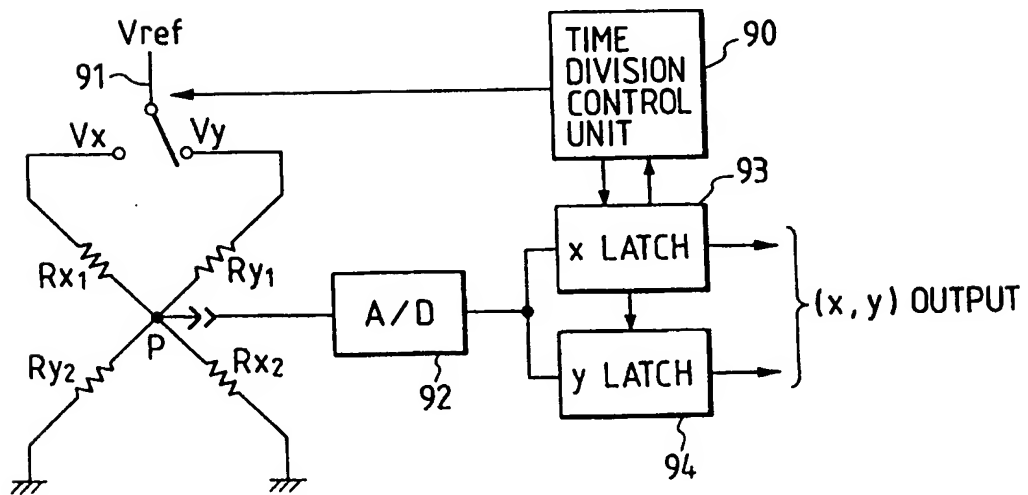 Vref
91
Vx
Vy
TIME
DIVISION
CONTROL
UNIT
90
93
x LATCH
Rx1
Ry1
A/D
(x, y) OUTPUT
P
Ry2
Rx2
92
y LATCH
94